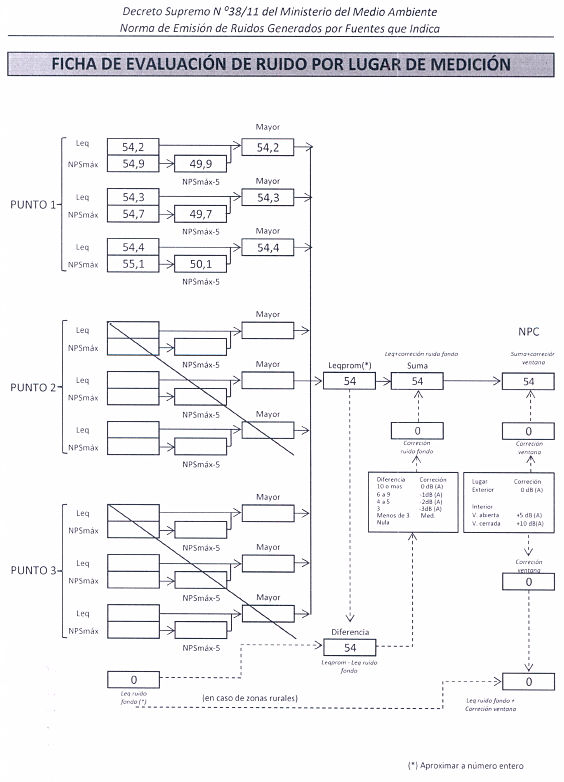 Decreto Supremo N º38/11 del Ministerio del Medio Ambiente
Norma de Emisión de Ruidos Generados por Fuentes que Indica
FICHA DE EVALUACIÓN DE RUIDO POR LUGAR DE MEDICIÓN
Mayor
Leq 54,2 54,2
NPSmáx 54,9 49,9
NPSmáx-5
Mayor
PUNTO 1
Leq 54,3 54,3
NPSmáx 54,7 49,7
NPSmáx-5
Mayor
Leq 54,4 54,4
NPSmáx 55,1 50,1
NPSmáx-5
Mayor
Leq
NPSmáx
NPSmáx-5
Mayor
PUNTO 2
Leq
NPSmáx
NPSmáx-5
Mayor
Leq
NPSmáx
NPSmáx-5
Mayor
Leq
NPSmáx
NPSmáx-5
Mayor
PUNTO 3
Leq
NPSmáx
NPSmáx-5
Mayor
Leq
NPSmáx
NPSmáx-5
NPC
Leq+corrección ruido fondo
Suma+correción
ventana
Leqprom(*)
Suma
54
54
54
0
Correción
ruido fondo
0
Correción
ventana
Diferencia Correción
10 o mas 0 dB (A)
6 a 9 -1dB (A)
4 a 5 -2dB (A)
3 -3dB (A)
Menos de 3 Med.
Nula
Lugar Correción
Exterior 0 dB (A)
Interior
V. abierta +5 dB (A)
V. cerrada +10 dB(A)
Correción
ventana
0
Diferencia
54
Leqprom - Leq ruido
fondo
0
Leq ruido
fondo (*)
(en caso de zonas rurales)
0
Leq ruido fondo +
Correción ventana
(*) Aproximar a número entero